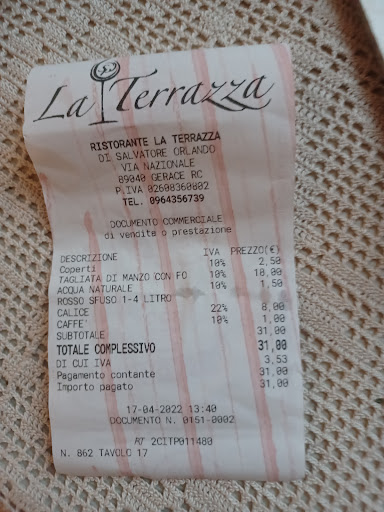 La Terrazza
RISTORANTE LA TERRAZZA
DI SALVATORE ORLANDO
VIA NAZIONALE
89040 GERACE RC
P.IVA 02608360802
TEL. 0964356739
DOCUMENTO COMMERCIALE
di vendita o prestazione
DESCRIZIONE IVA PREZZO(€)
Coperti 10% 2,50
TAGLIATA DI MANZO CON FO 10% 18,00
ACQUA NATURALE 10% 1,50
ROSSO SFUSO 1-4 LITRO
CALICE 22% 8,00
CAFFE' 10% 1,00
SUBTOTALE 31,00
TOTALE COMPLESSIVO 31,00
DI CUI IVA 3,53
Pagamento contante 31,00
Importo pagato 31,00
17-04-2022 13:40
DOCUMENTO N. 0151-0002
RT 2CITP011480
N. 862 TAVOLO 17